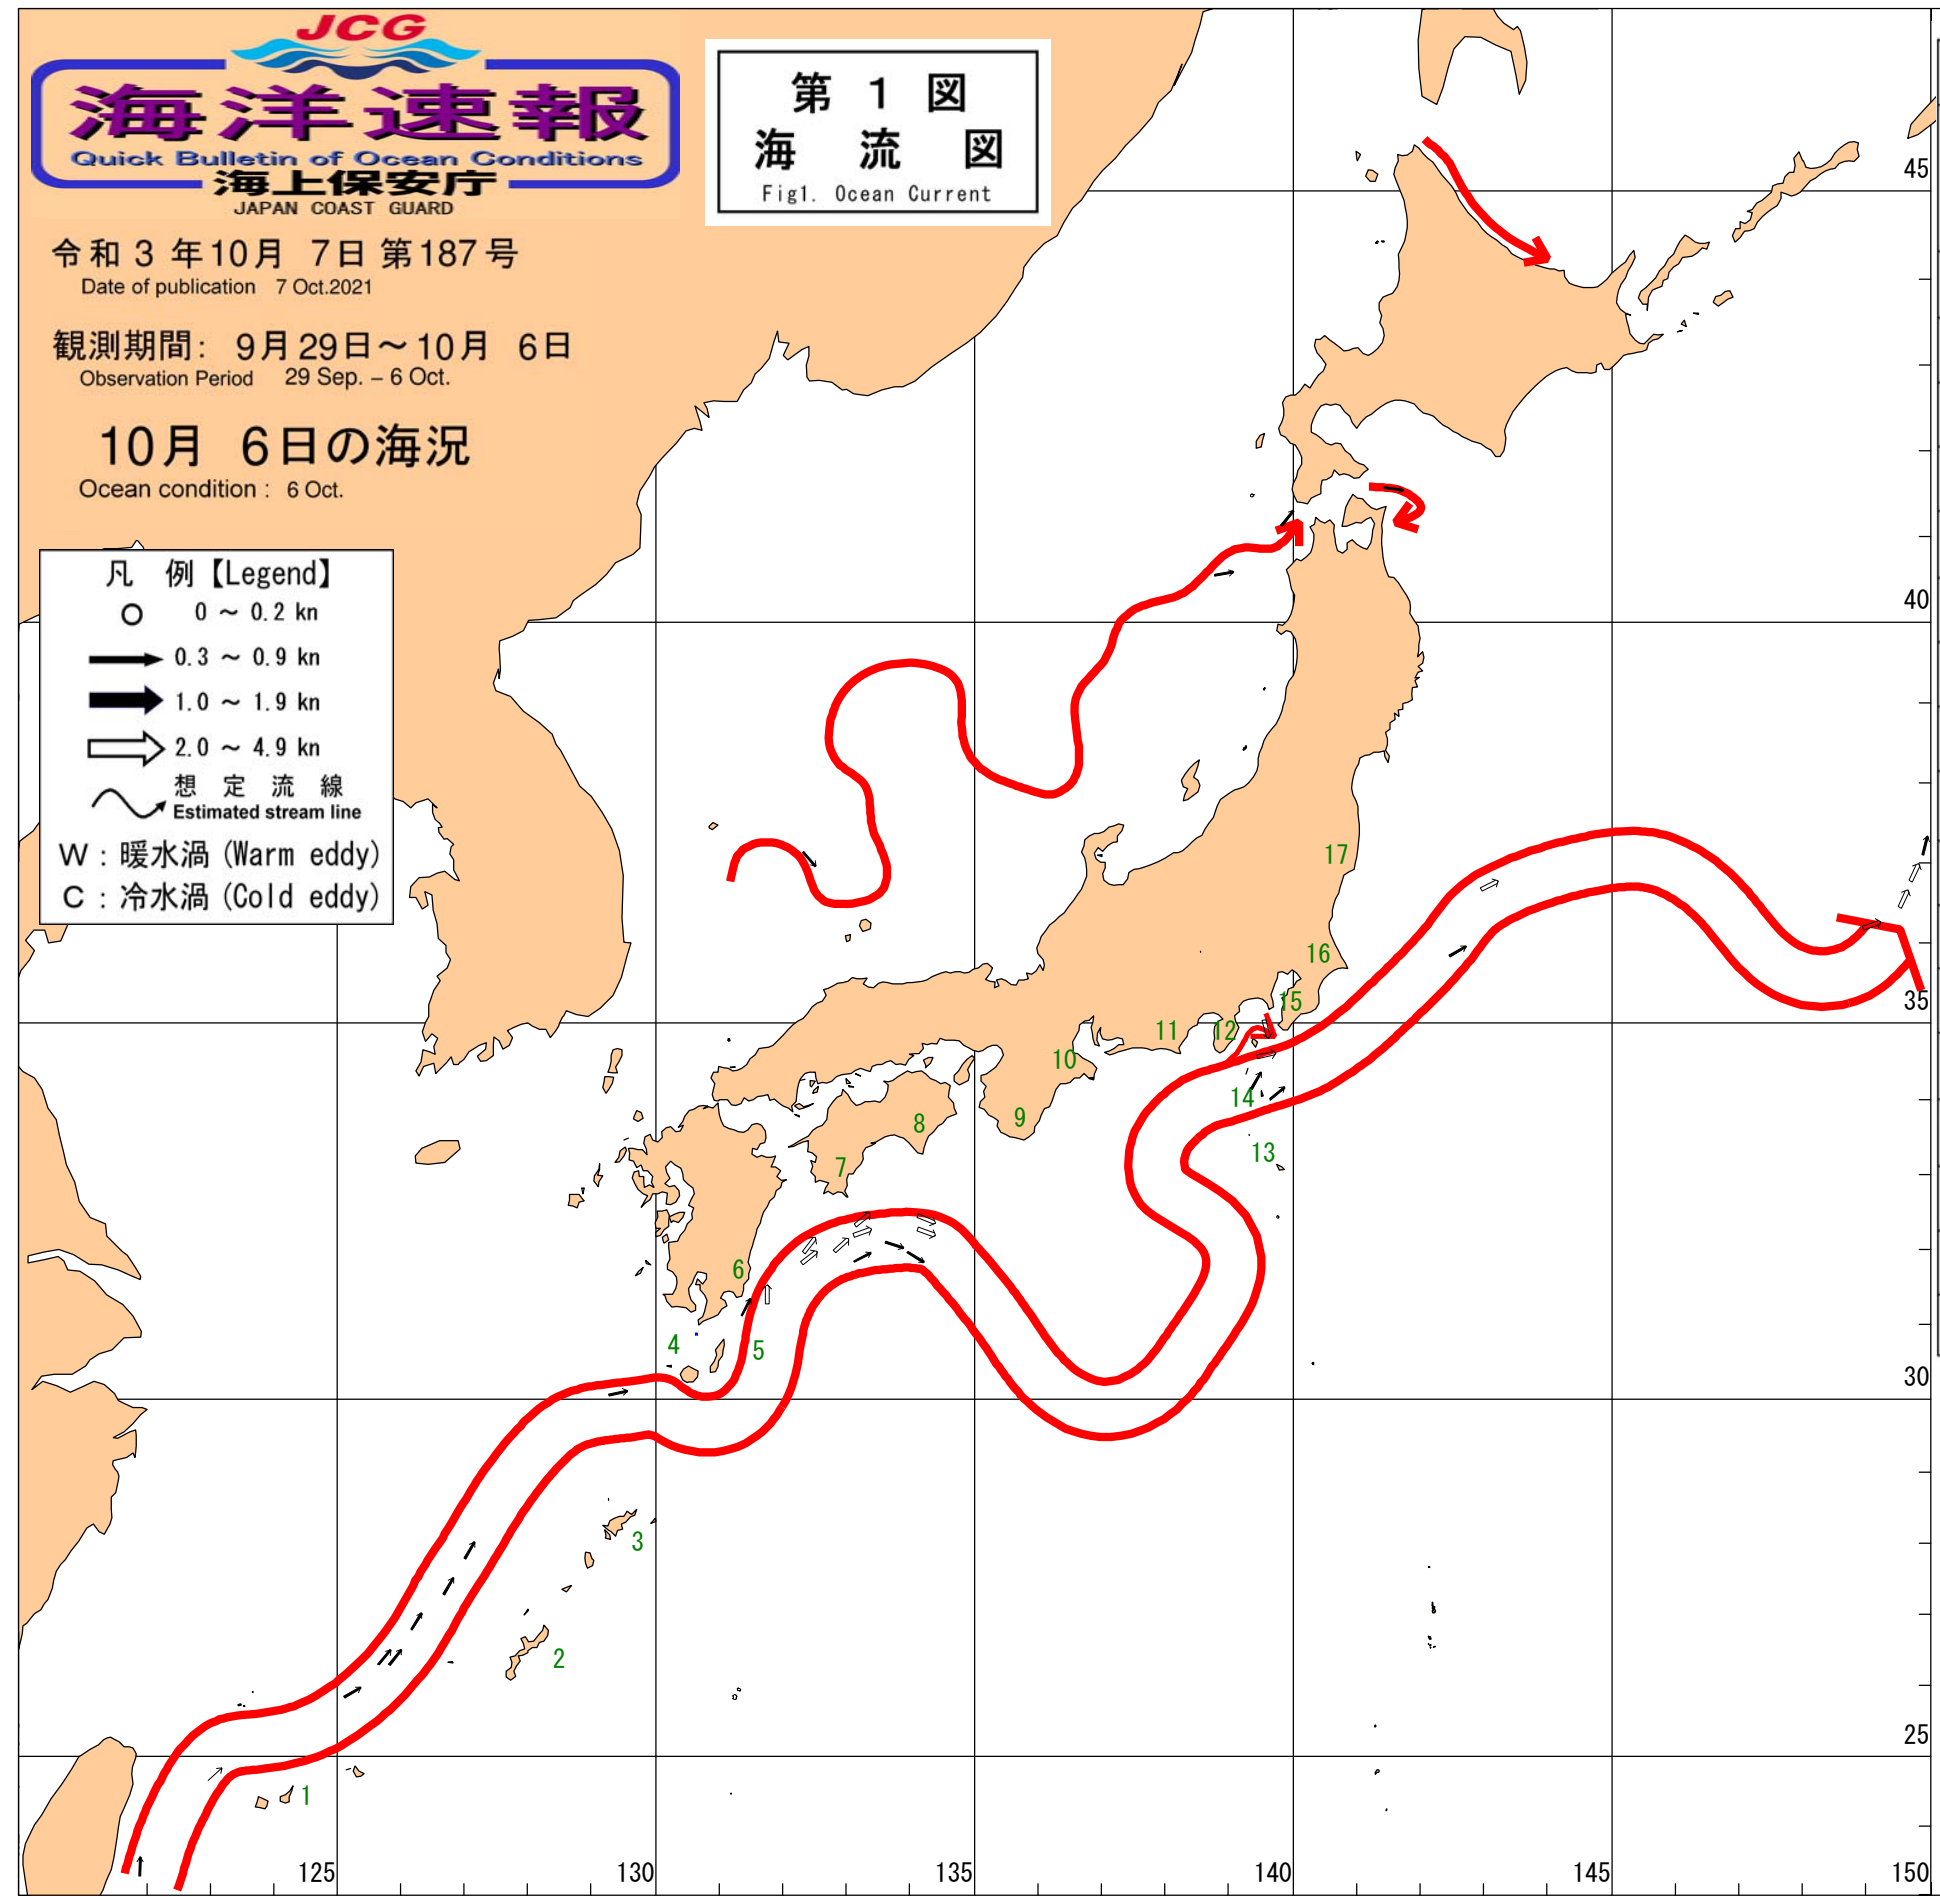 JCG
海洋速報
Quick Bulletin of Ocean Conditions
海上保安庁
JAPAN COAST GUARD
第 1 図
海 流 図
Fig1. Ocean Current
令和 3 年10月 7日 第187号
Date of publication 7 Oct.2021
観測期間: 9月29日～10月 6日
Observation Period 29 Sep. – 6 Oct.
10月 6日の海況
Ocean condition : 6 Oct.
凡 例【Legend】
0 ～ 0.2 kn
0.3 ～ 0.9 kn
1.0 ～ 1.9 kn
2.0 ～ 4.9 kn
想 定 流 線
Estimated stream line
W : 暖水渦 (Warm eddy)
C : 冷水渦 (Cold eddy)
45
40
17
16
35
15
12
11
10
14
9
8
13
7
6
4
5
30
3
2
25
1
125
130
135
140
145
150